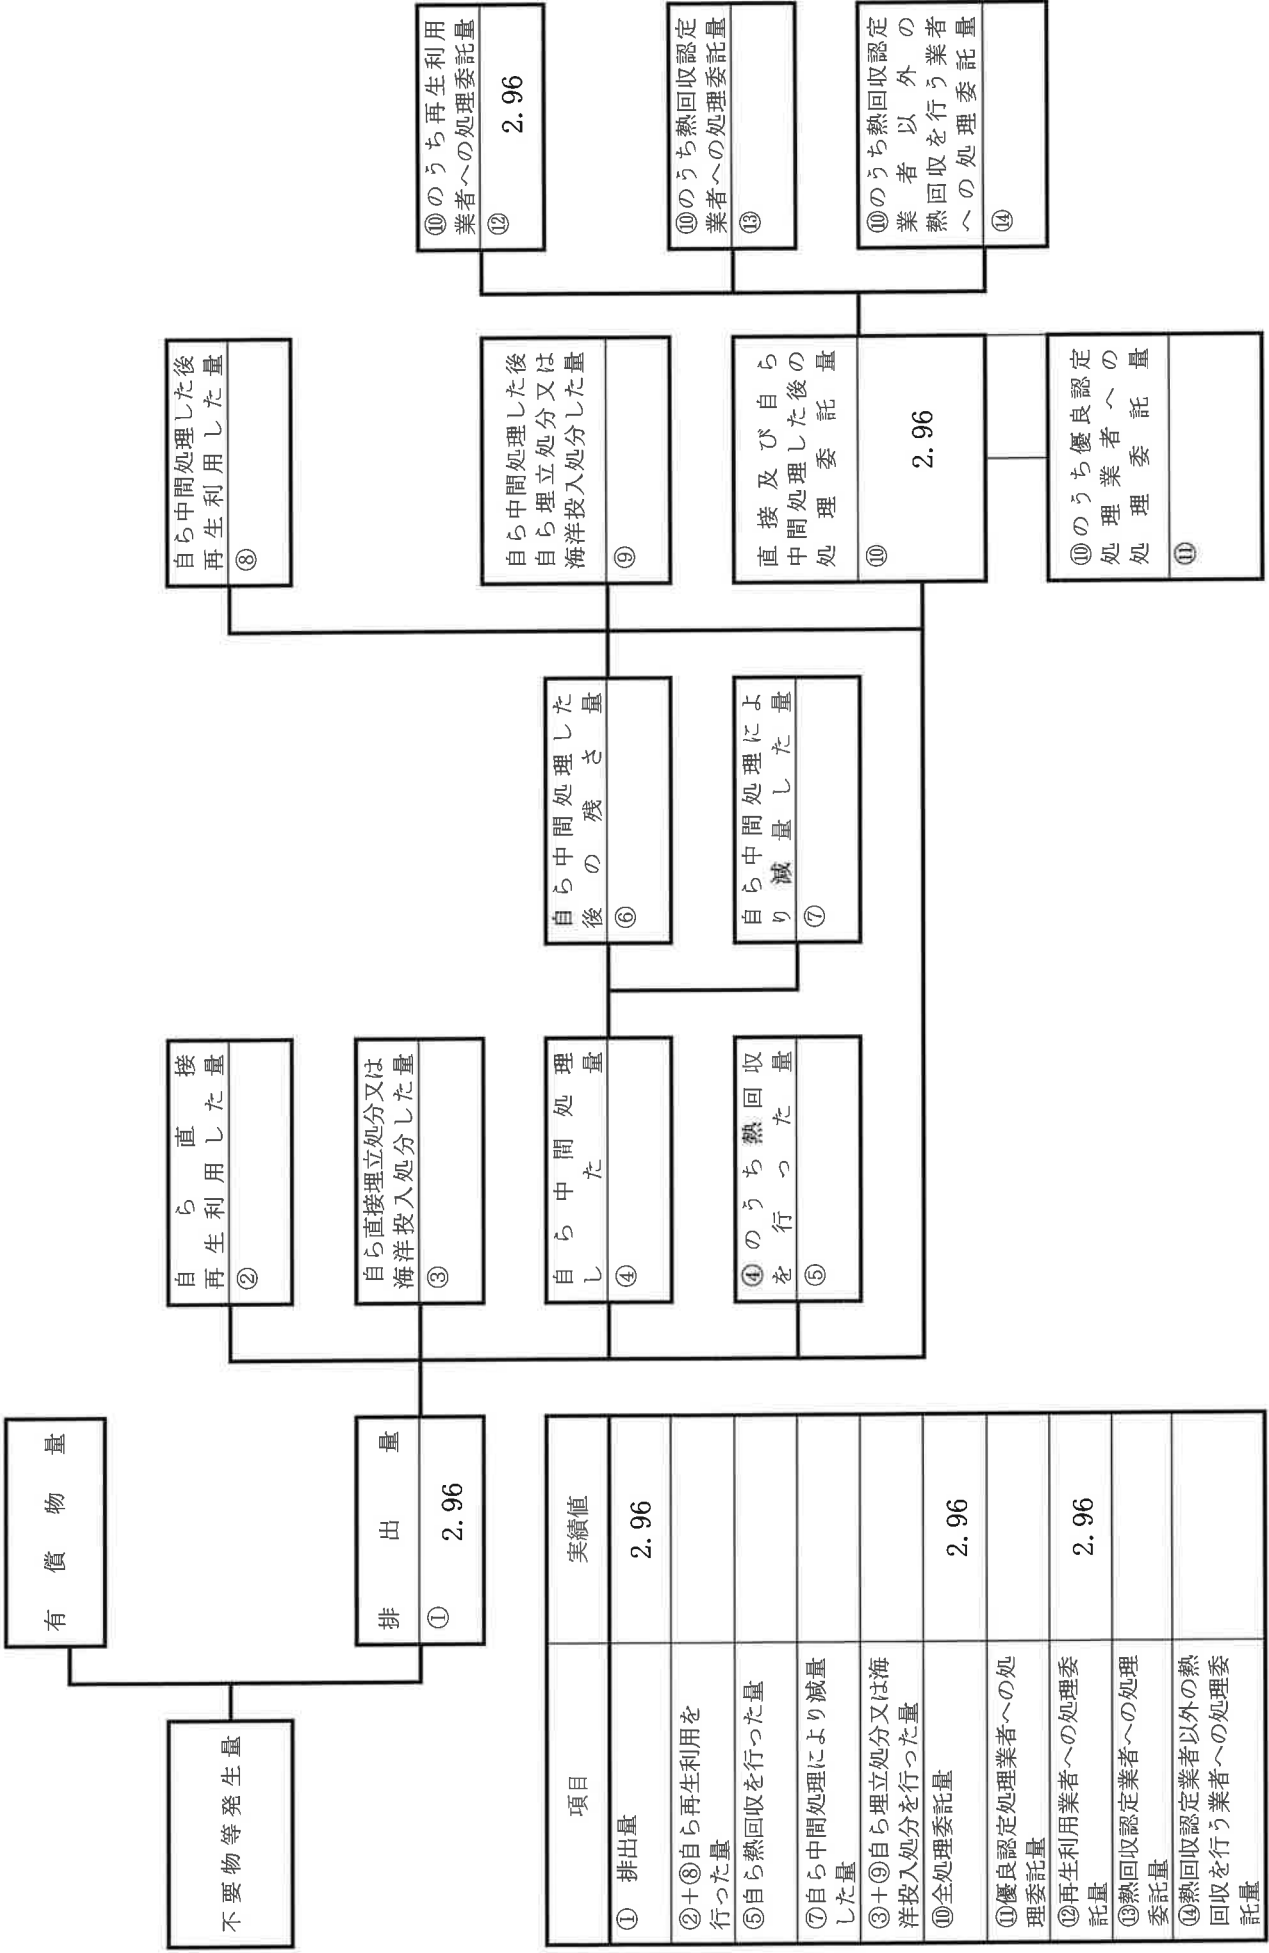 不要物等発生量
有償物量
排出量
①
2.96
自ら直接
再生利用した量
②
自ら直接埋立処分又は
海洋投入処分した量
③
自ら中間処理
した量
④
④のうち熱回収
を行った量
⑤
自ら中間処理した
後の残さ量
⑥
自ら中間処理によ
り減量した量
⑦
自ら中間処理した後
再生利用した量
⑧
自ら中間処理した後
自ら埋立処分又は
海洋投入処分した量
⑨
直接及び自ら
中間処理した後の
処理委託量
⑩
2.96
⑩のうち優良認定
処理業者への
処理委託量
⑪
⑩のうち再生利用
業者への処理委託量
⑫
2.96
⑩のうち熱回収認定
業者への処理委託量
⑬
⑩のうち熱回収認定
業者以外の
熱回収を行う業者
への処理委託量
⑭
項目 実績値
① 排出量 2.96
②+⑧自ら再生利用を
行った量
⑤自ら熱回収を行った量
⑦自ら中間処理により減量
した量
③+⑨自ら埋立処分又は海
洋投入処分を行った量
⑩全処理委託量 2.96
⑪優良認定処理業者への処
理委託量
⑫再生利用業者への処理委
託量 2.96
⑬熱回収認定業者への処理
委託量
⑭熱回収認定業者以外の熱
回収を行う業者への処理委
託量